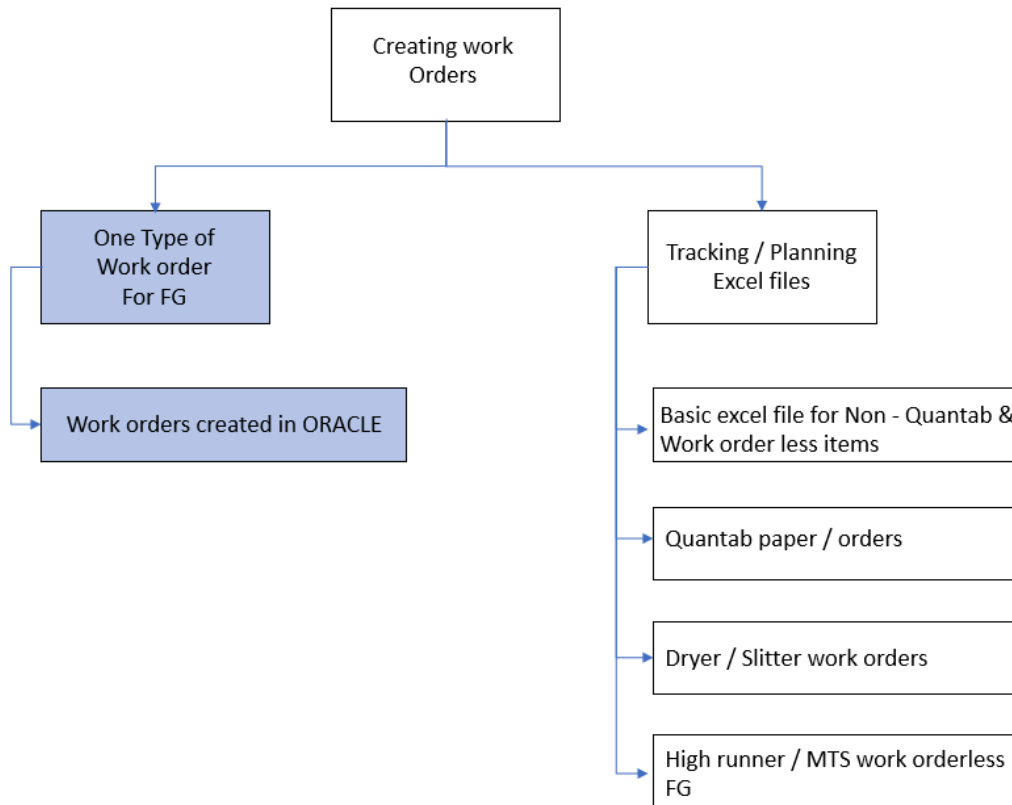 Creating work
Orders
One Type of
Work order
For FG
Work orders created in ORACLE
Tracking / Planning
Excel files
Basic excel file for Non - Quantab &
Work order less items
Quantab paper / orders
Dryer / Slitter work orders
High runner / MTS work orderless
FG